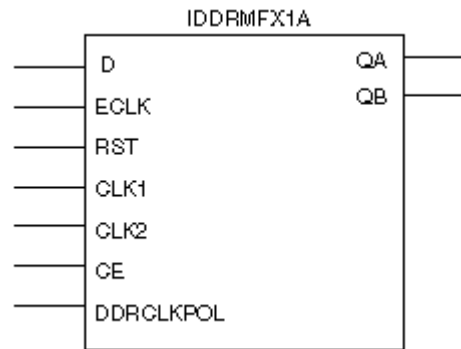 IDDRMFX1A
D
ECLK
RST
CLK1
CLK2
CE
DDRCLKPOL
QA
QB